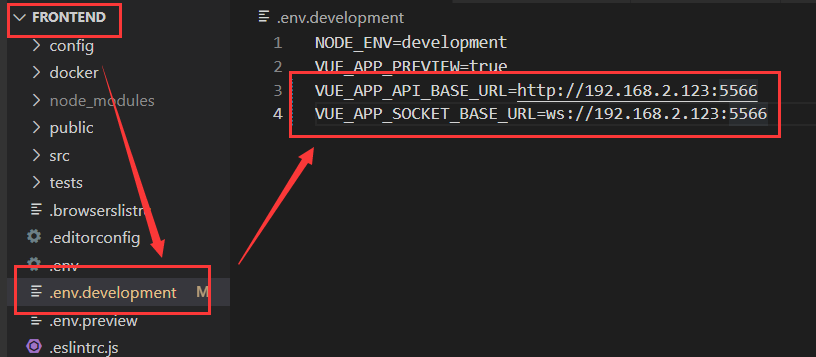 FRONTEND
config
docker
node_modules
public
src
tests
.browserslistrc
.editorconfig
.env
.env.development M
.env.preview
.eslintrc.js
.env.development
1 NODE_ENV=development
2 VUE_APP_PREVIEW=true
3 VUE_APP_API_BASE_URL=http://192.168.2.123:5566
4 VUE_APP_SOCKET_BASE_URL=ws://192.168.2.123:5566